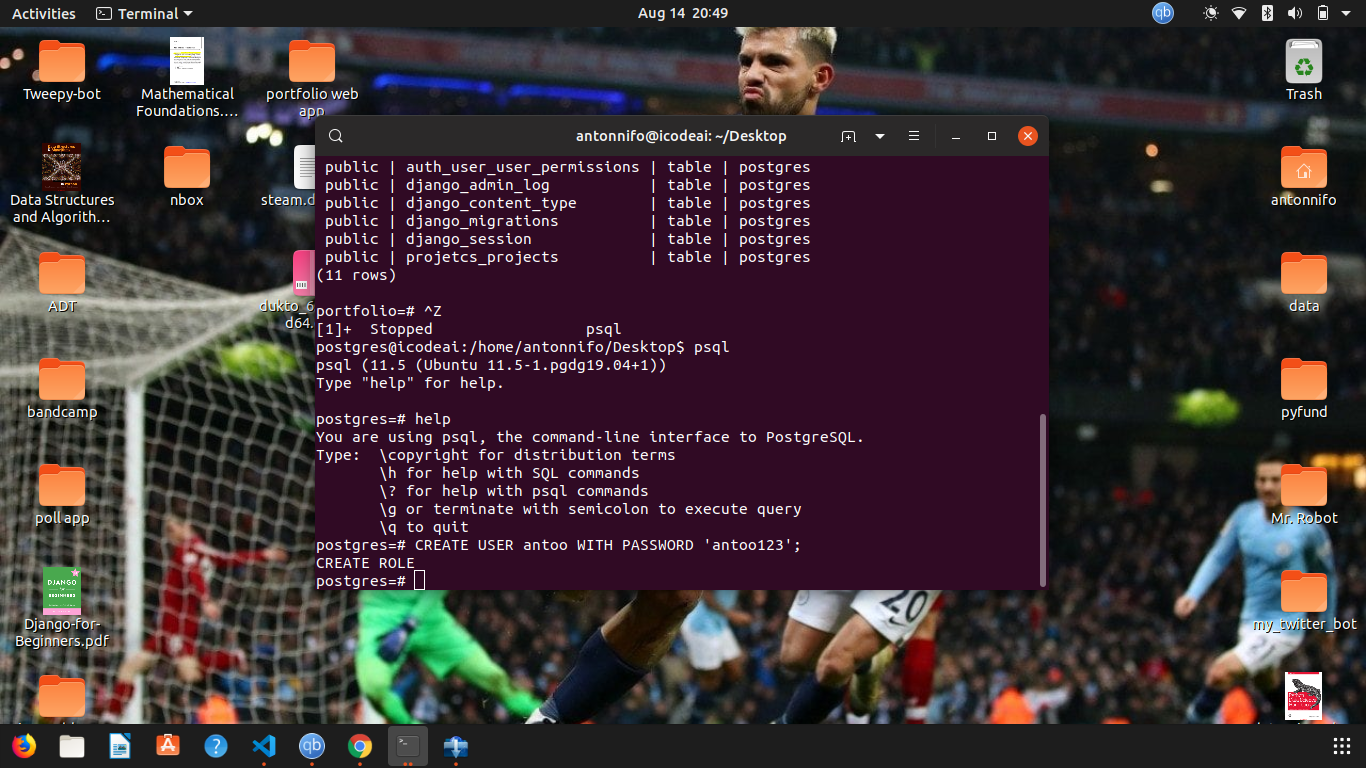 Activities
Terminal
Aug 14 20:49
qb
Tweepy-bot
Mathematical
Foundations.…
portfolio web
app
Trash
Data Structures
and Algorith…
nbox
steam.d
antonnifo
ADT
dukto_6
d64.
data
bandcamp
pyfund
poll app
Mr. Robot
DJANGO
BEGINNERS
Django-for-
Beginners.pdf
my_twitter_bot
antonnifo@icodeai: ~/Desktop
public | auth_user_user_permissions | table | postgres
public | django_admin_log | table | postgres
public | django_content_type | table | postgres
public | django_migrations | table | postgres
public | django_session | table | postgres
public | projetcs_projects | table | postgres
(11 rows)
portfolio=# ^Z
[1]+  Stopped                 psql
postgres@icodeai:/home/antonnifo/Desktop$ psql
psql (11.5 (Ubuntu 11.5-1.pgdg19.04+1))
Type "help" for help.
postgres=# help
You are using psql, the command-line interface to PostgreSQL.
Type:  \copyright for distribution terms
\h for help with SQL commands
\? for help with psql commands
\g or terminate with semicolon to execute query
\q to quit
postgres=# CREATE USER antoo WITH PASSWORD 'antoo123';
CREATE ROLE
postgres=#
20
qb